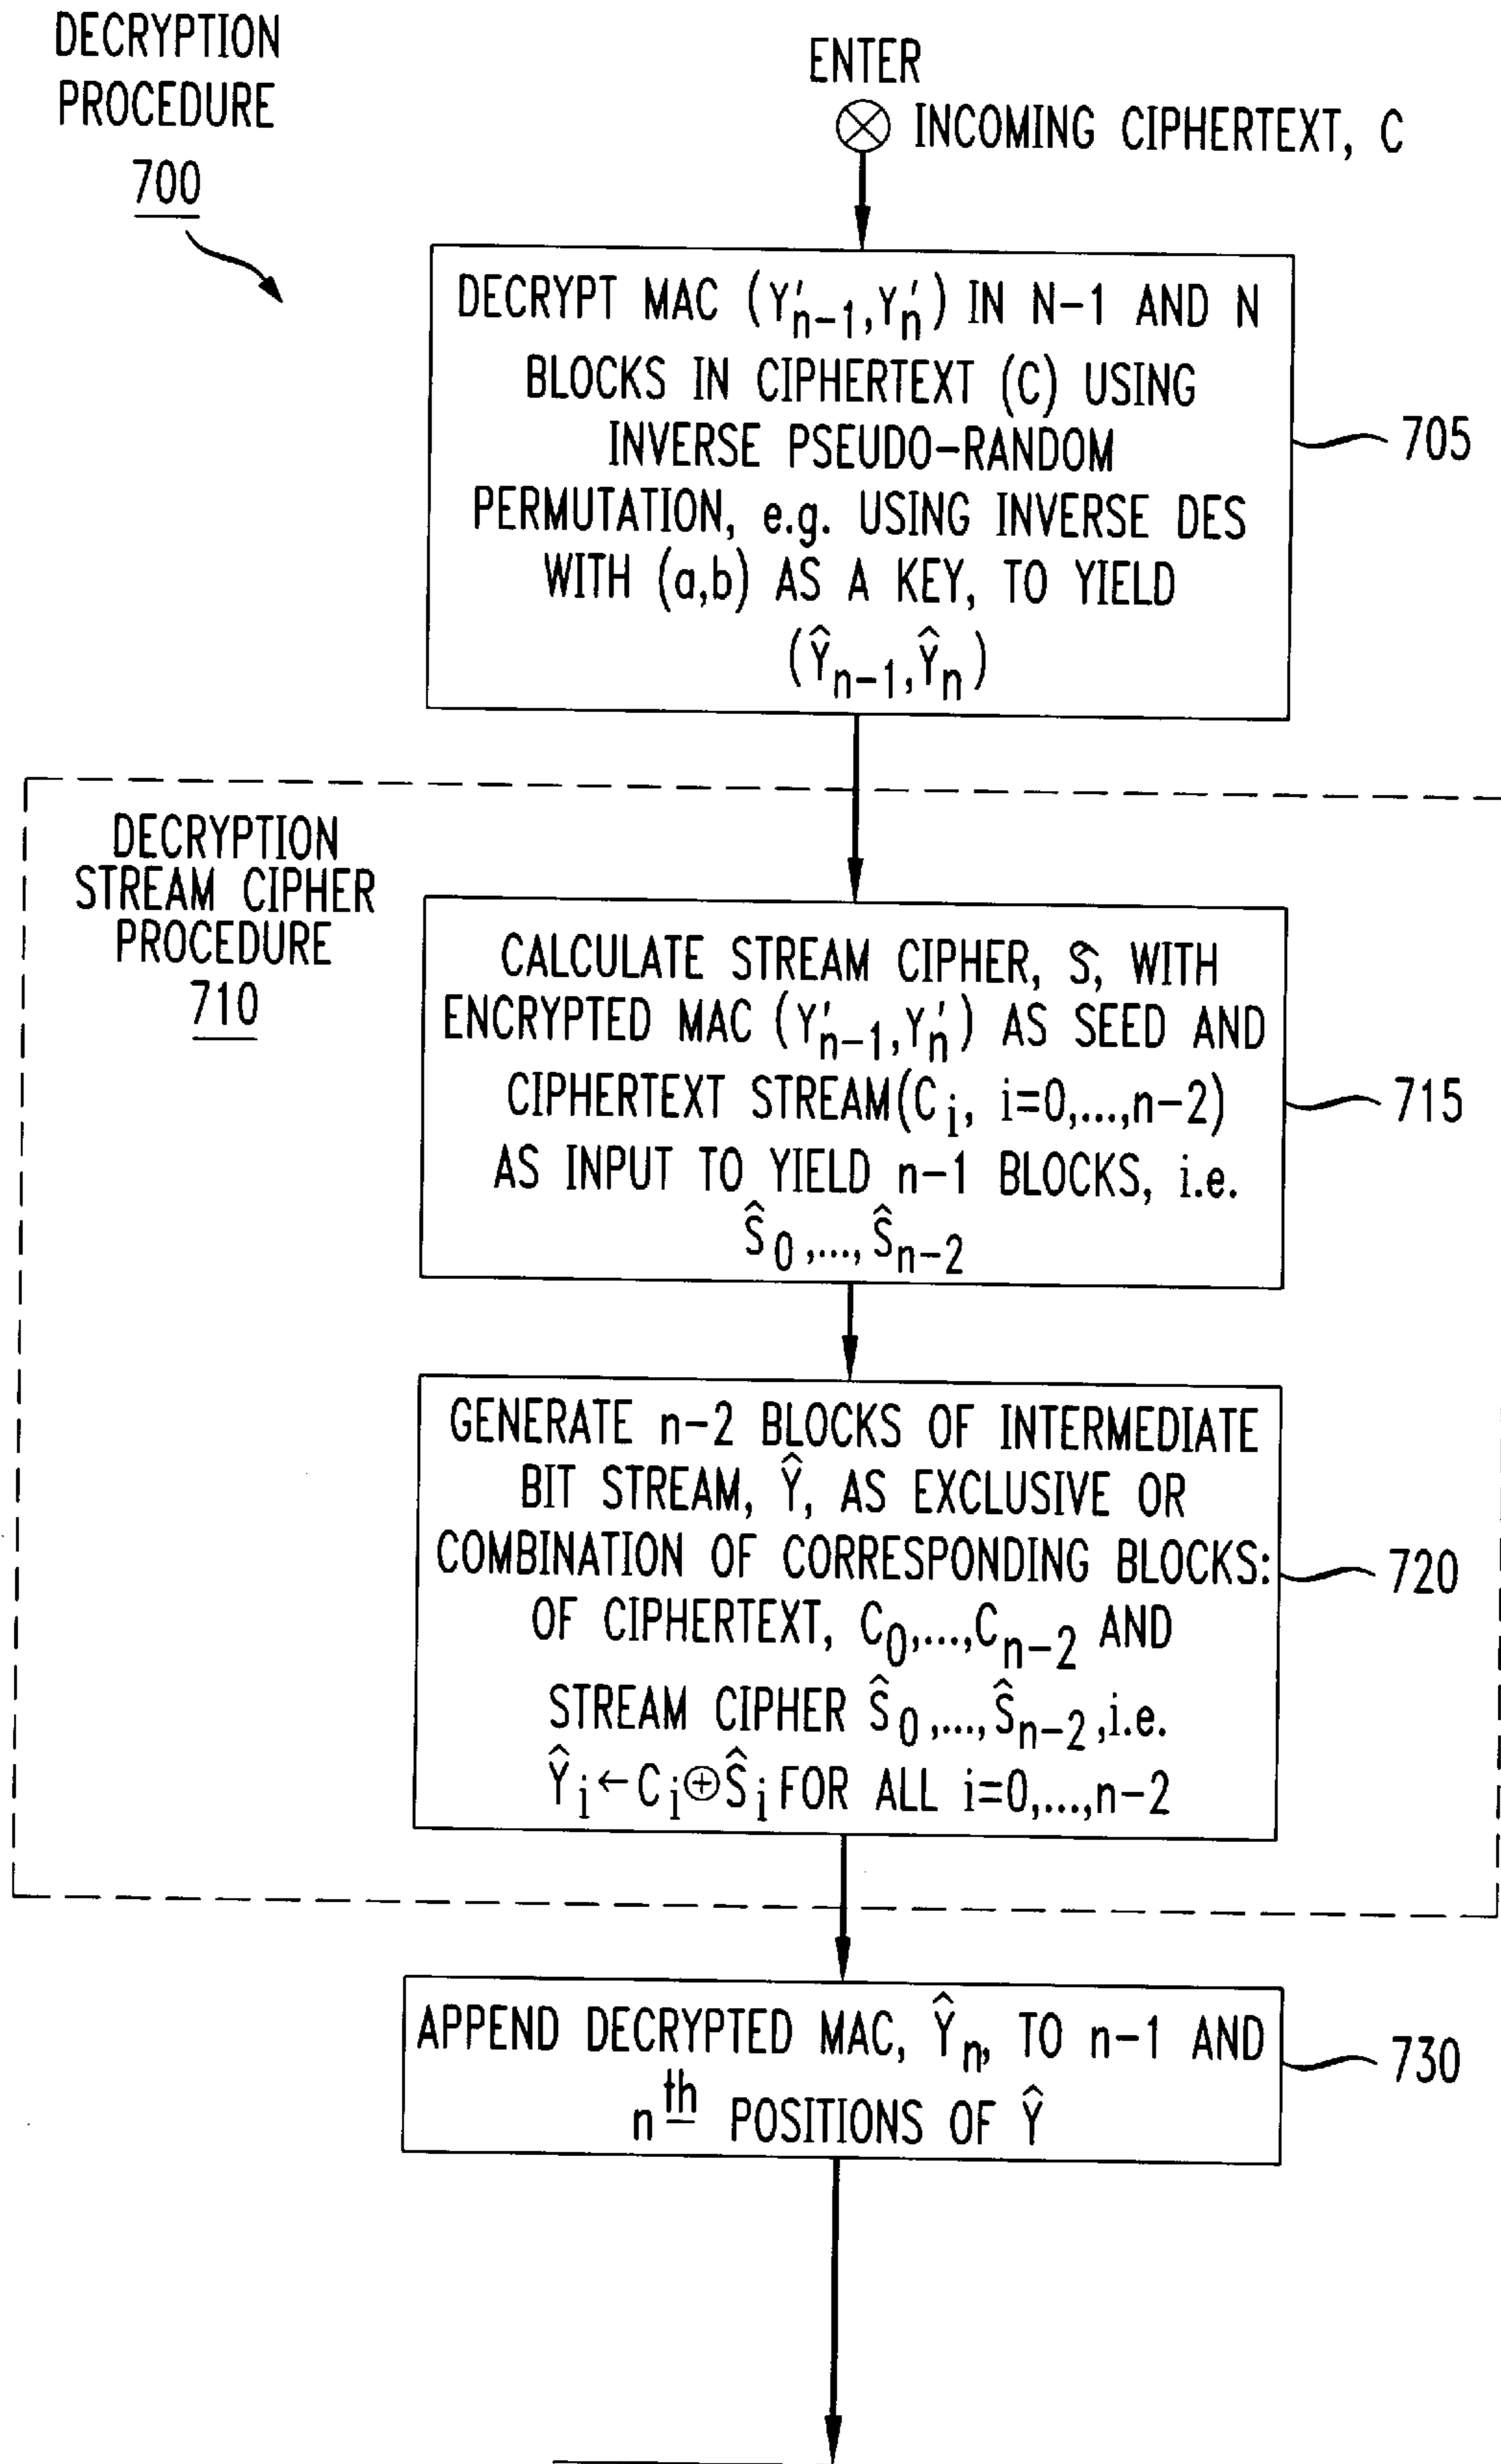 DECRYPTION
PROCEDURE
700
ENTER
INCOMING CIPHERTEXT, C
DECRYPT MAC (Y'n-1,Y'n) IN N-1 AND N
BLOCKS IN CIPHERTEXT (C) USING
INVERSE PSEUDO-RANDOM
PERMUTATION, e.g. USING INVERSE DES
WITH (a,b) AS A KEY, TO YIELD
(Ŷn-1,Ŷn)
705
DECRYPTION
STREAM CIPHER
PROCEDURE
710
CALCULATE STREAM CIPHER, Ŝ, WITH
ENCRYPTED MAC (Y'n-1,Y'n) AS SEED AND
CIPHERTEXT STREAM(Ci, i=0,...,n-2)
AS INPUT TO YIELD n-1 BLOCKS, i.e.
Ŝ0,...,Ŝn-2
715
GENERATE n-2 BLOCKS OF INTERMEDIATE
BIT STREAM, Ŷ, AS EXCLUSIVE OR
COMBINATION OF CORRESPONDING BLOCKS:
OF CIPHERTEXT, C0,...,Cn-2 AND
STREAM CIPHER Ŝ0,...,Ŝn-2,i.e.
Ŷi←Ci⊕Ŝi FOR ALL i=0,...,n-2
720
APPEND DECRYPTED MAC, Ŷn, TO n-1 AND
nth POSITIONS OF Ŷ
730